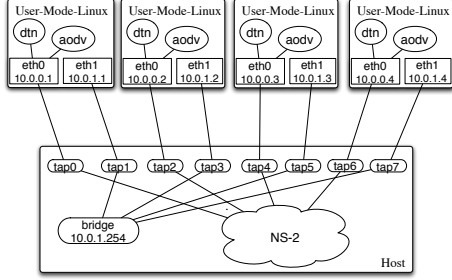 User-Mode-Linux User-Mode-Linux User-Mode-Linux User-Mode-Linux
dtn aodv dtn aodv dtn aodv dtn aodv
eth0 eth1 eth0 eth1 eth0 eth1 eth0 eth1
10.0.0.1 10.0.1.1 10.0.0.2 10.0.1.2 10.0.0.3 10.0.1.3 10.0.0.4 10.0.1.4
tap0 tap1 tap2 tap3 tap4 tap5 tap6 tap7
bridge
10.0.1.254
NS-2
Host